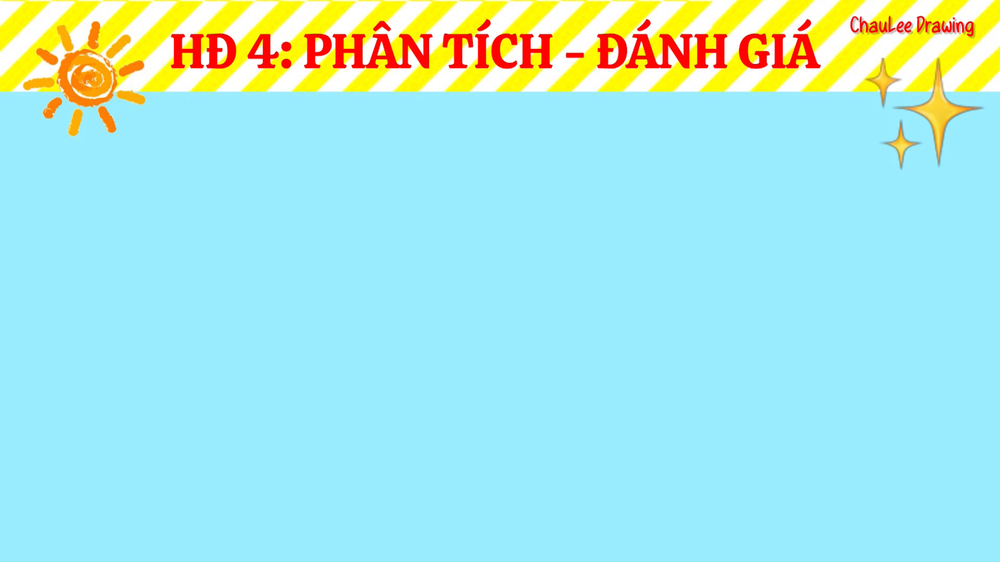 ChauLee Drawing
HĐ 4: PHÂN TÍCH – ĐÁNH GIÁ